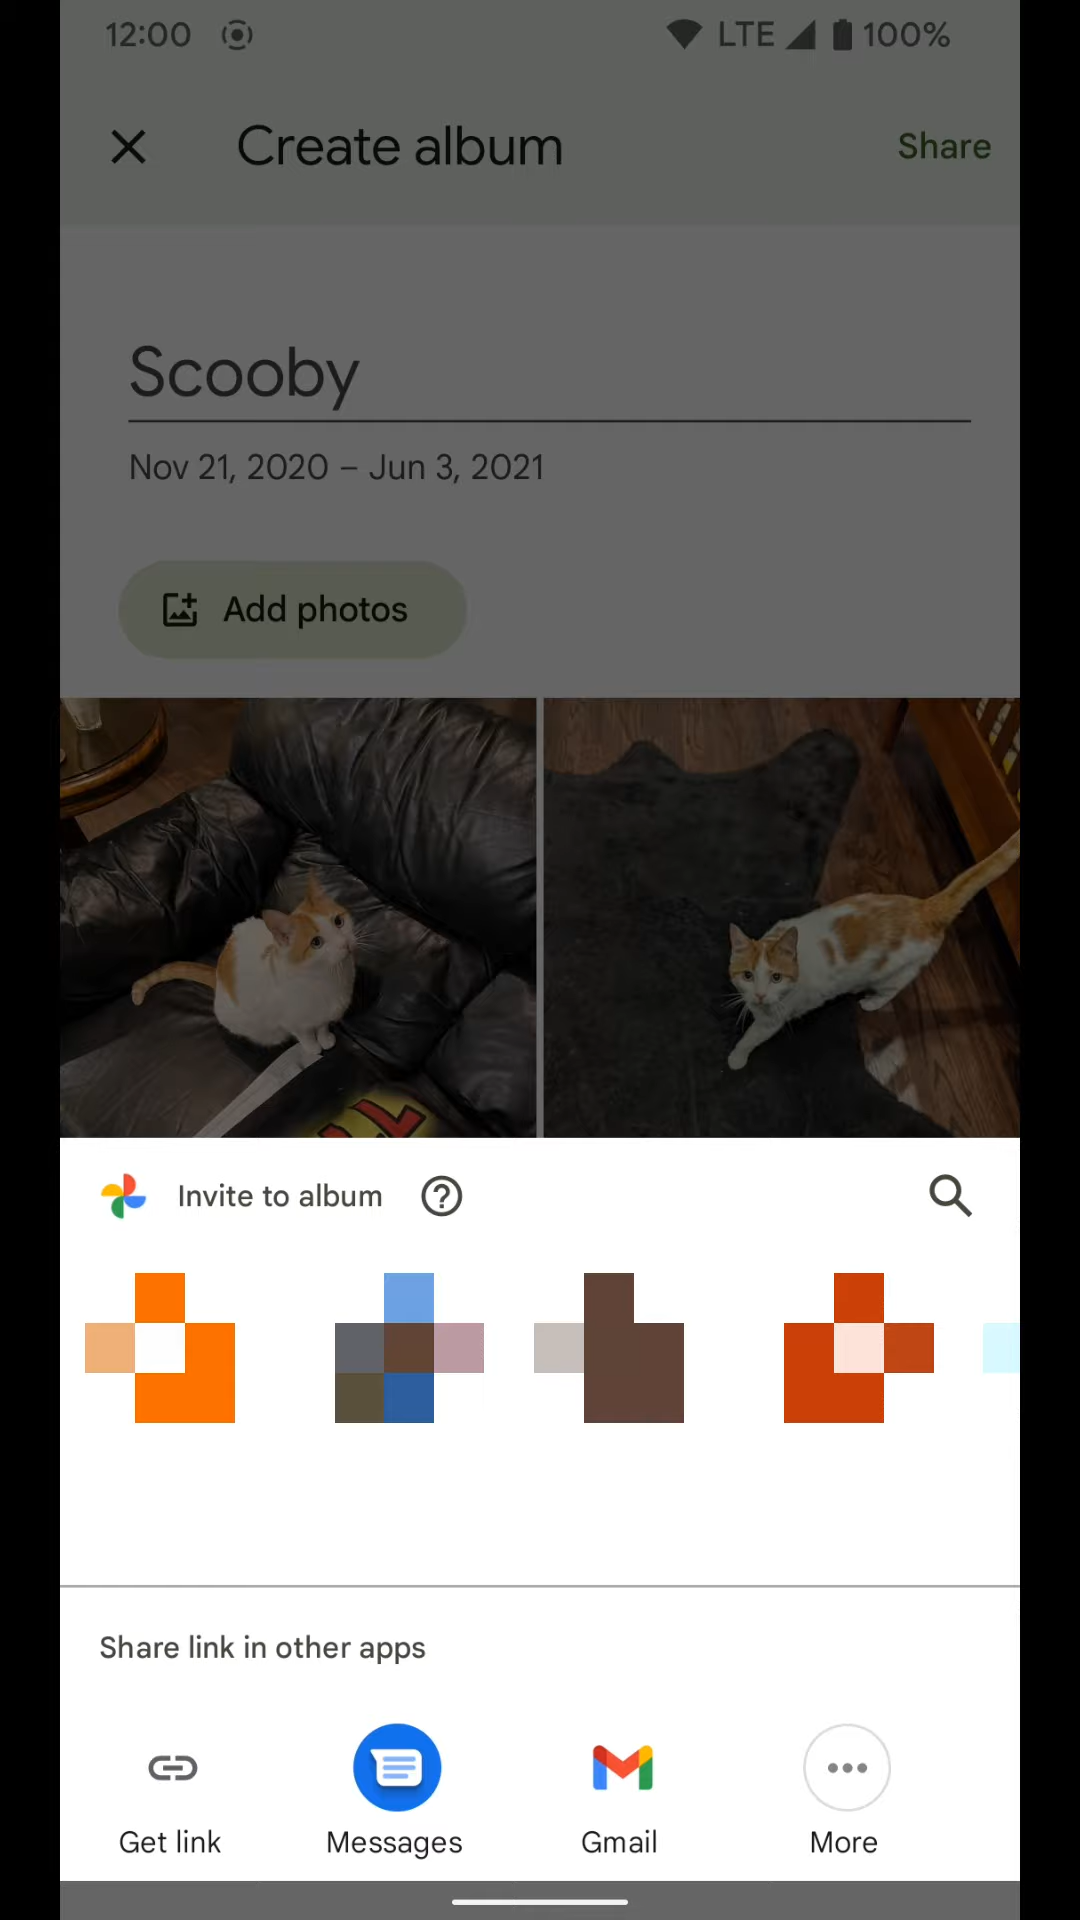 12:00 LTE 100%
Create album Share
Scooby
Nov 21, 2020 – Jun 3, 2021
Add photos
Invite to album
Share link in other apps
Get link Messages Gmail More